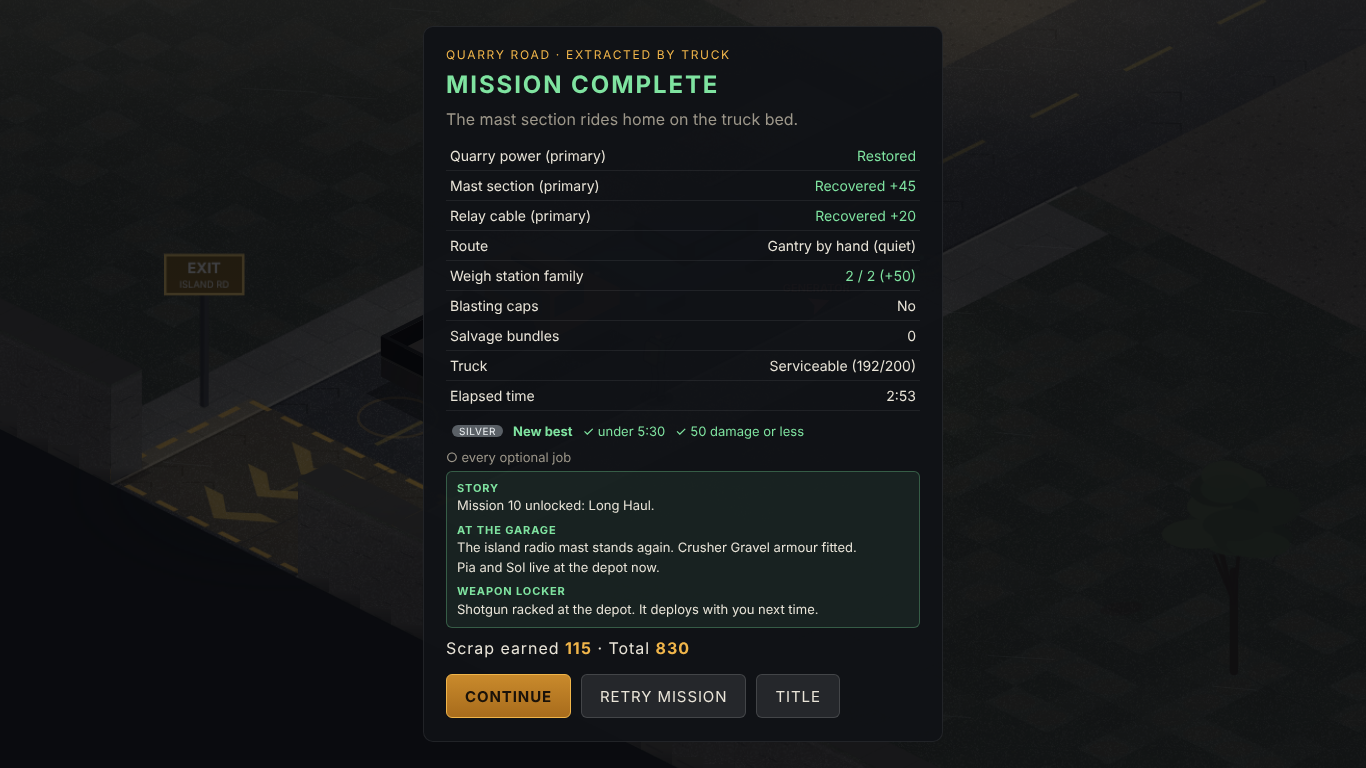 QUARRY ROAD · EXTRACTED BY TRUCK
MISSION COMPLETE
The mast section rides home on the truck bed.
Quarry power (primary) Restored
Mast section (primary) Recovered +45
Relay cable (primary) Recovered +20
Route Gantry by hand (quiet)
Weigh station family 2 / 2 (+50)
Blasting caps No
Salvage bundles 0
Truck Serviceable (192/200)
Elapsed time 2:53
SILVER New best ✓ under 5:30 ✓ 50 damage or less
○ every optional job
STORY
Mission 10 unlocked: Long Haul.
AT THE GARAGE
The island radio mast stands again. Crusher Gravel armour fitted.
Pia and Sol live at the depot now.
WEAPON LOCKER
Shotgun racked at the depot. It deploys with you next time.
Scrap earned 115 · Total 830
CONTINUE RETRY MISSION TITLE
EXIT
ISLAND RD